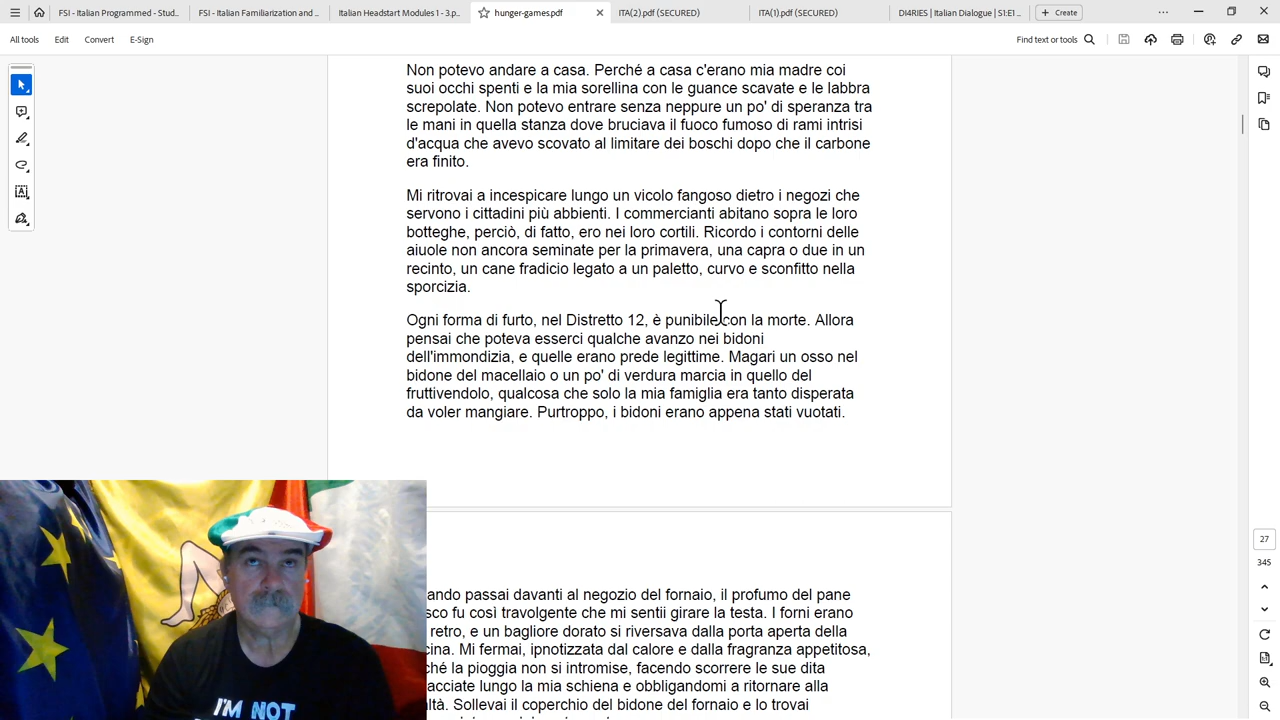 FSI - Italian Programmed - Stud...
FSI - Italian Familiarization and ...
Italian Headstart Modules 1 - 3.p...
hunger-games.pdf
ITA(2).pdf (SECURED)
ITA(1).pdf (SECURED)
DI4RIES | Italian Dialogue | S1:E1 ...
Create
All tools
Edit
Convert
E-Sign
Find text or tools
Non potevo andare a casa. Perché a casa c'erano mia madre coi
suoi occhi spenti e la mia sorellina con le guance scavate e le labbra
screpolate. Non potevo entrare senza neppure un po' di speranza tra
le mani in quella stanza dove bruciava il fuoco fumoso di rami intrisi
d'acqua che avevo scovato al limitare dei boschi dopo che il carbone
era finito.
Mi ritrovai a incespicare lungo un vicolo fangoso dietro i negozi che
servono i cittadini più abbienti. I commercianti abitano sopra le loro
botteghe, perciò, di fatto, ero nei loro cortili. Ricordo i contorni delle
aiuole non ancora seminate per la primavera, una capra o due in un
recinto, un cane fradicio legato a un paletto, curvo e sconfitto nella
sporcizia.
Ogni forma di furto, nel Distretto 12, è punibile con la morte. Allora
pensai che poteva esserci qualche avanzo nei bidoni
dell'immondizia, e quelle erano prede legittime. Magari un osso nel
bidone del macellaio o un po' di verdura marcia in quello del
fruttivendolo, qualcosa che solo la mia famiglia era tanto disperata
da voler mangiare. Purtroppo, i bidoni erano appena stati vuotati.
27
345
ando passai davanti al negozio del fornaio, il profumo del pane
sco fu così travolgente che mi sentii girare la testa. I forni erano
retro, e un bagliore dorato si riversava dalla porta aperta della
cina. Mi fermai, ipnotizzata dal calore e dalla fragranza appetitosa,
ché la pioggia non si intromise, facendo scorrere le sue dita
acciate lungo la mia schiena e obbligandomi a ritornare alla
ltà. Sollevai il coperchio del bidone del fornaio e lo trovai
I'M NOT